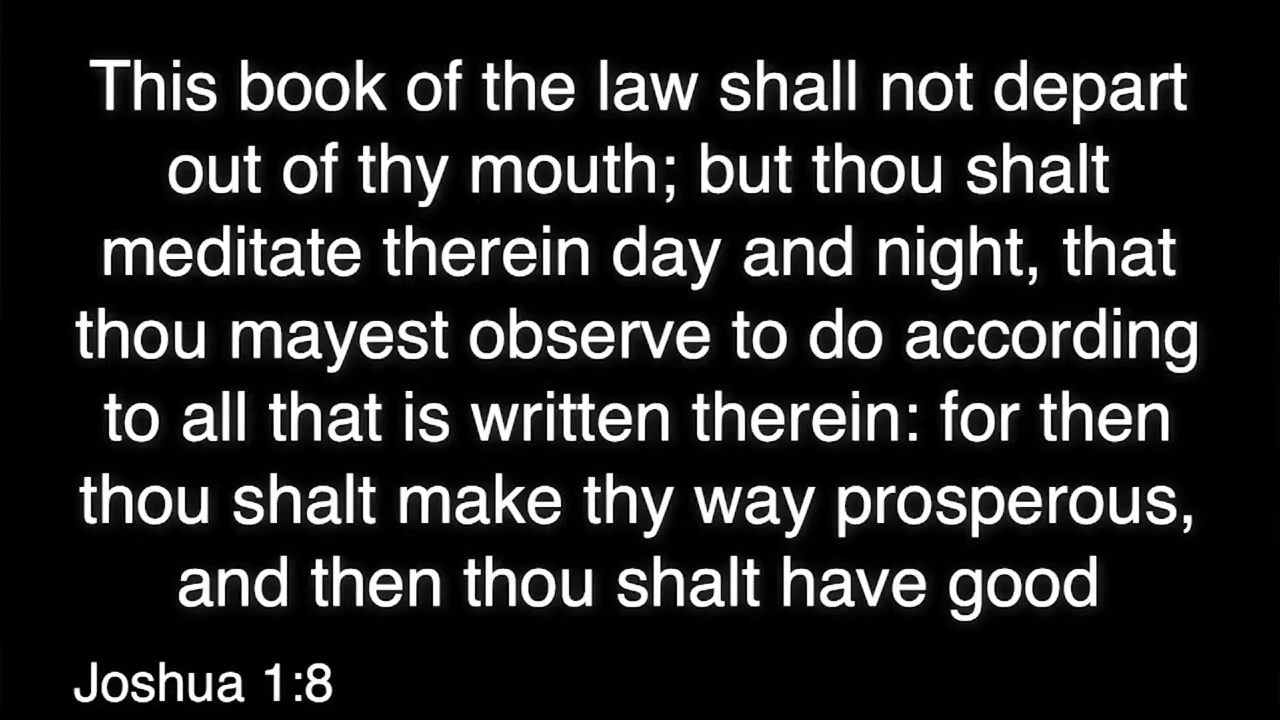 This book of the law shall not depart
out of thy mouth; but thou shalt
meditate therein day and night, that
thou mayest observe to do according
to all that is written therein: for then
thou shalt make thy way prosperous,
and then thou shalt have good
Joshua 1:8